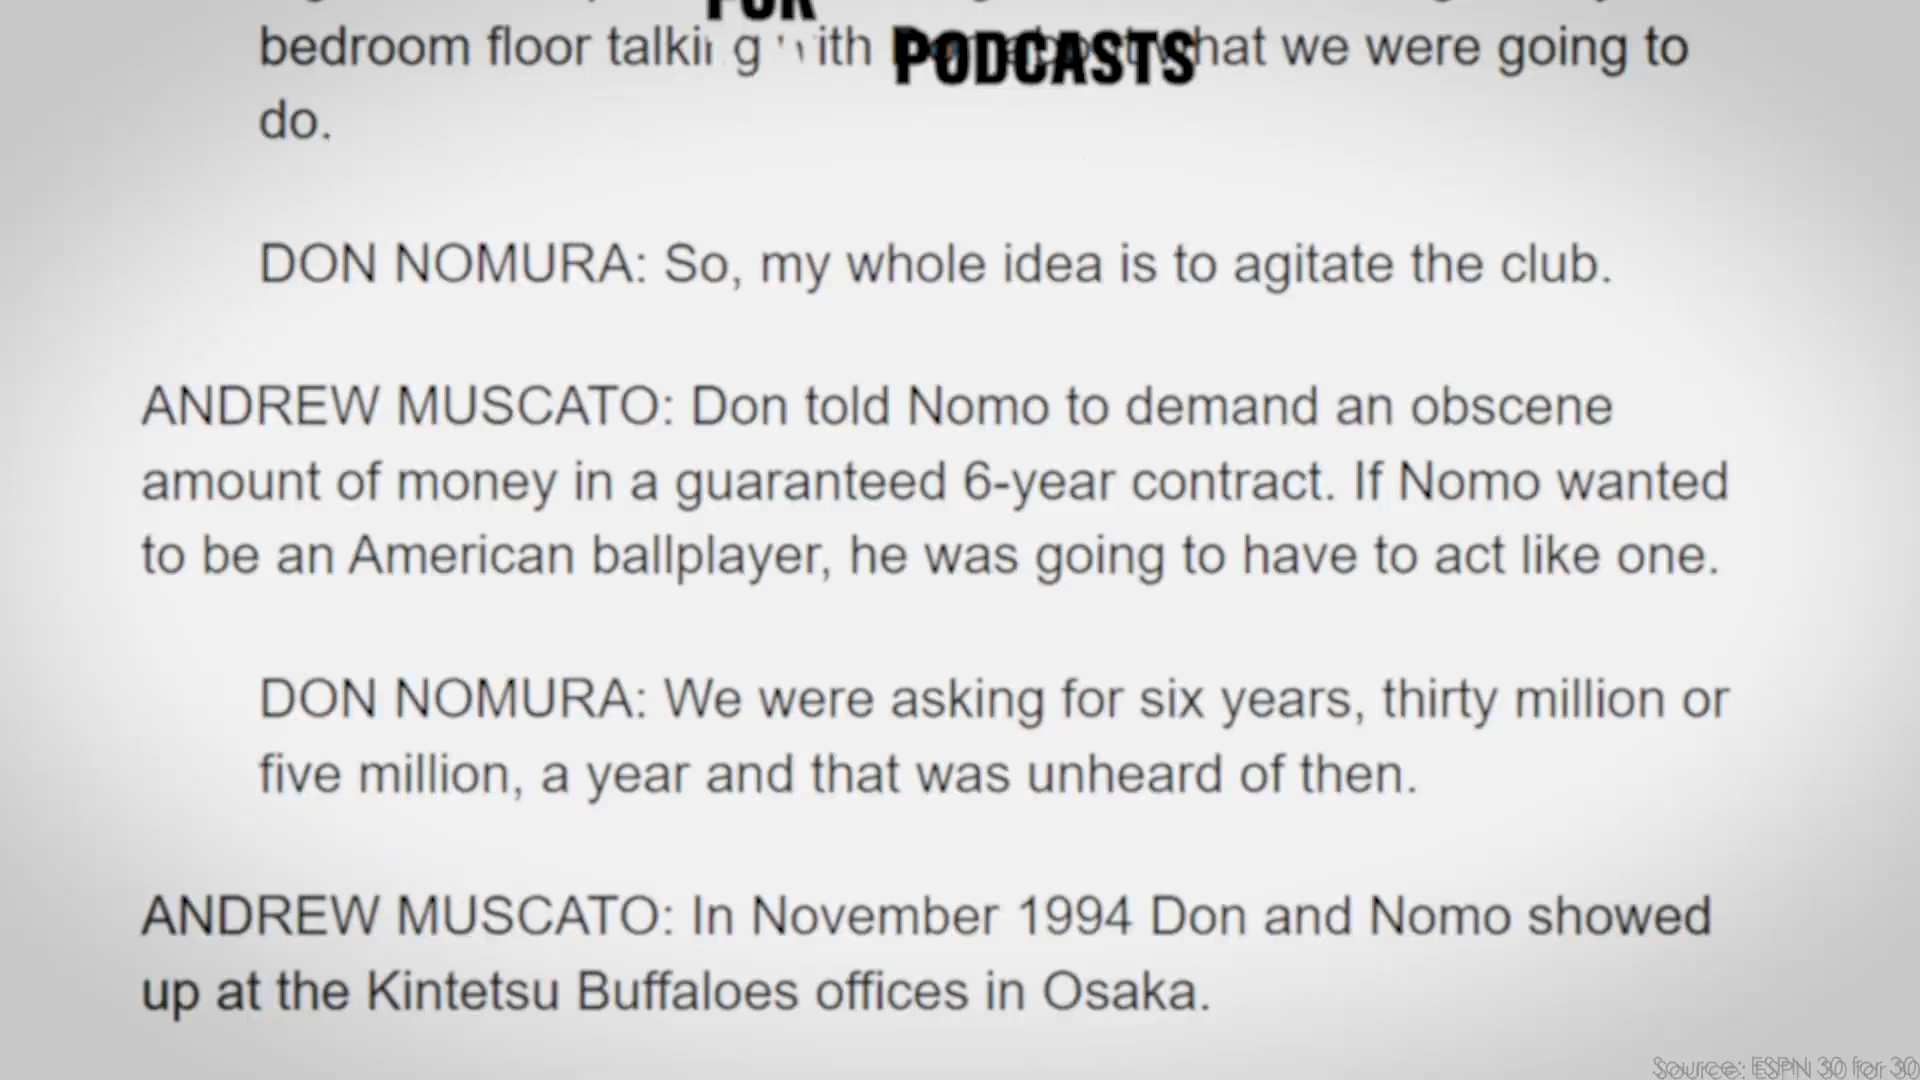 FOR
PODCASTS
bedroom floor talking with about what we were going to
do.
DON NOMURA: So, my whole idea is to agitate the club.
ANDREW MUSCATO: Don told Nomo to demand an obscene
amount of money in a guaranteed 6-year contract. If Nomo wanted
to be an American ballplayer, he was going to have to act like one.
DON NOMURA: We were asking for six years, thirty million or
five million, a year and that was unheard of then.
ANDREW MUSCATO: In November 1994 Don and Nomo showed
up at the Kintetsu Buffaloes offices in Osaka.
Source: ESPN 30 for 30